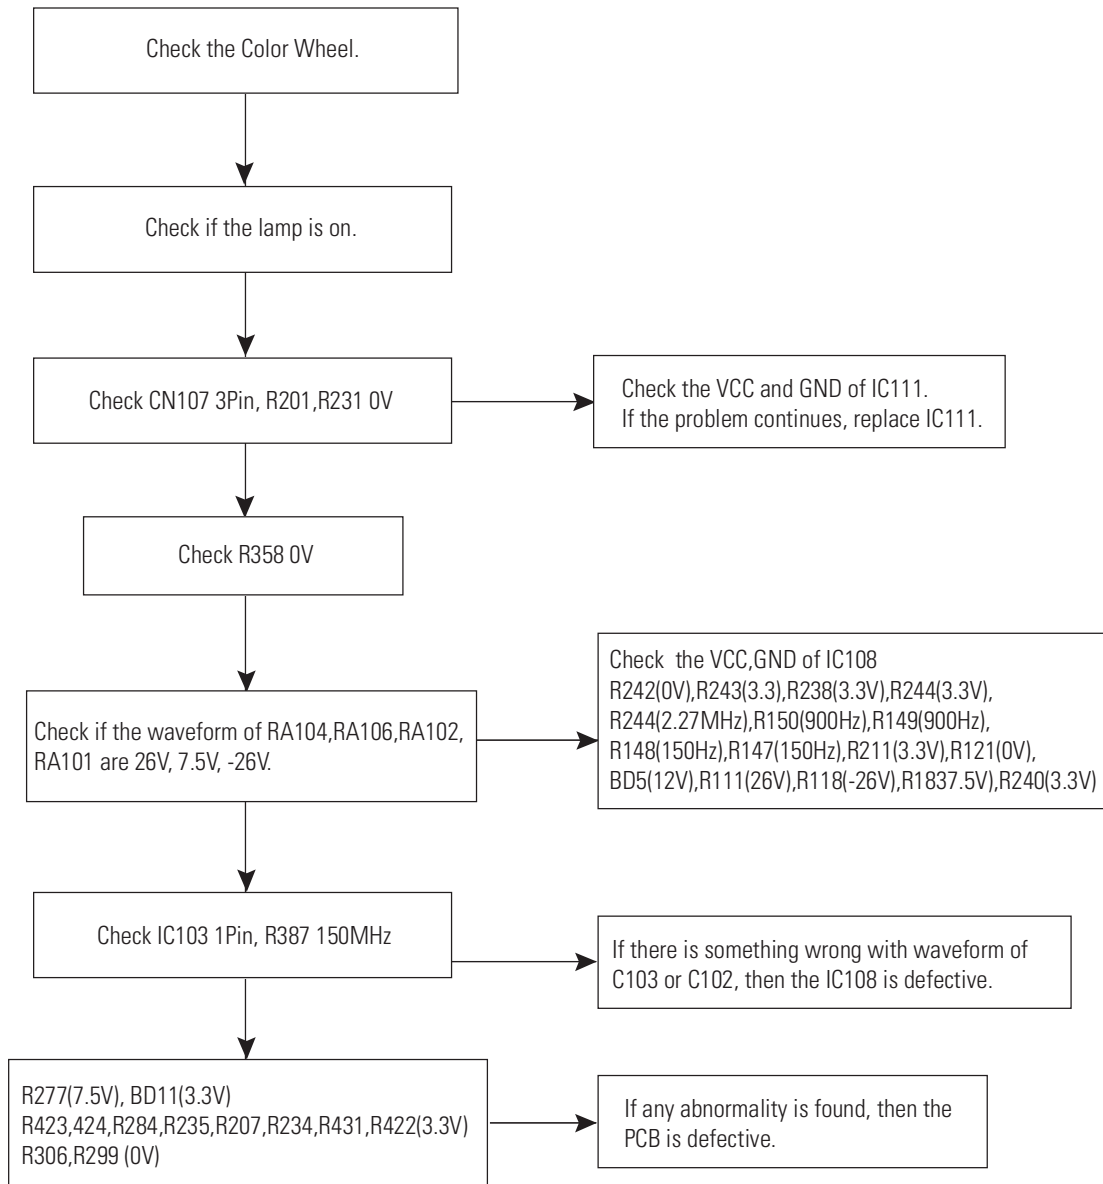 Check the Color Wheel.
Check if the lamp is on.
Check CN107 3Pin, R201,R231 0V
Check the VCC and GND of IC111.
If the problem continues, replace IC111.
Check R358 0V
Check if the waveform of RA104,RA106,RA102,
RA101 are 26V, 7.5V, -26V.
Check  the VCC,GND of IC108
R242(0V),R243(3.3),R238(3.3V),R244(3.3V),
R244(2.27MHz),R150(900Hz),R149(900Hz),
R148(150Hz),R147(150Hz),R211(3.3V),R121(0V),
BD5(12V),R111(26V),R118(-26V),R1837.5V),R240(3.3V)
Check IC103 1Pin, R387 150MHz
If there is something wrong with waveform of
C103 or C102, then the IC108 is defective.
R277(7.5V), BD11(3.3V)
R423,424,R284,R235,R207,R234,R431,R422(3.3V)
R306,R299 (0V)
If any abnormality is found, then the
PCB is defective.